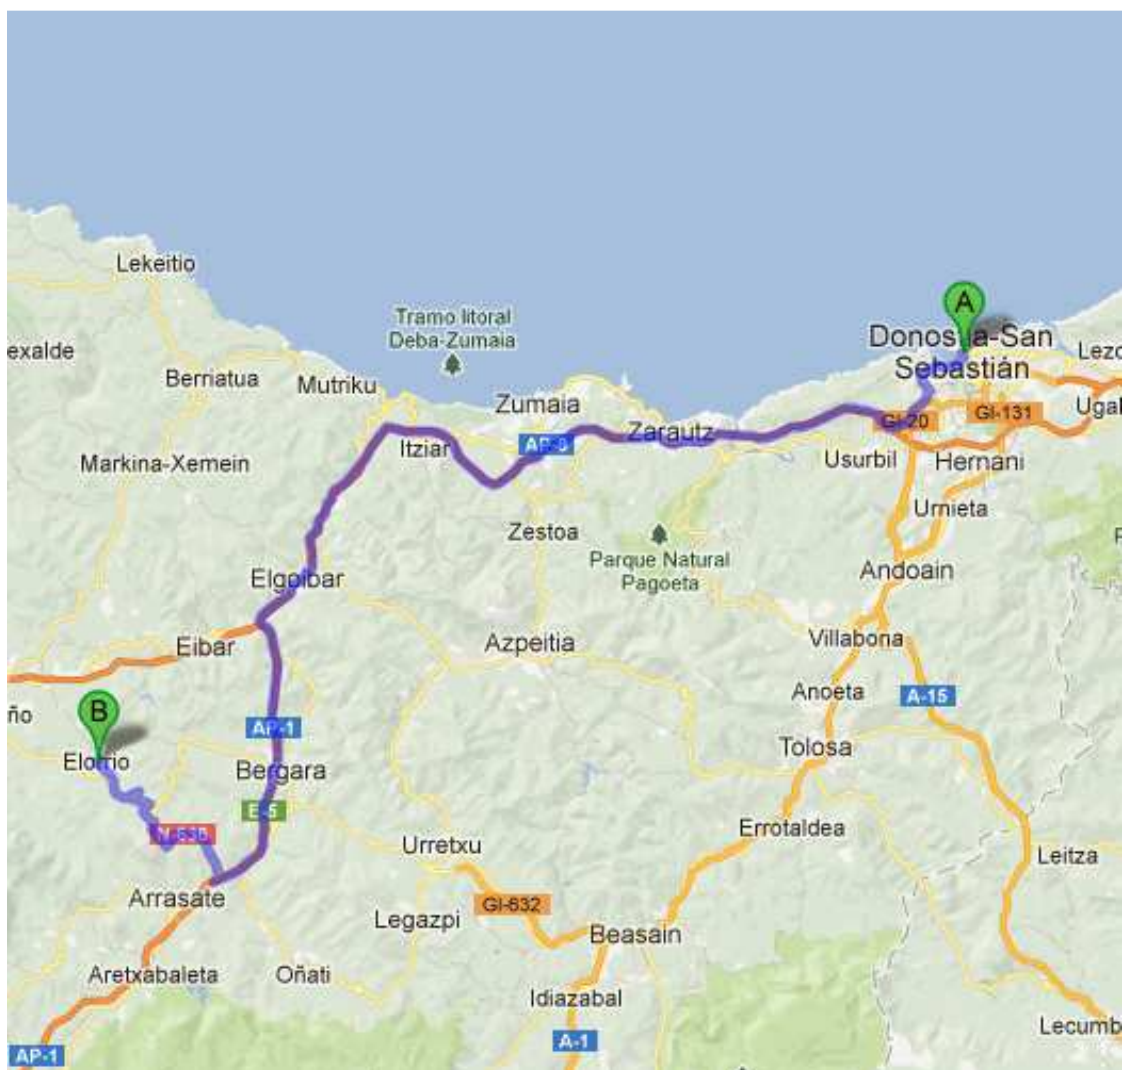 Lekeitio
Tramo litoral
Deba-Zumaia
A
Donostia-San
Sebastián
exalde
Lezo
Berriatua
Mutriku
Zumaia
GI-131
Ugal
GI-20
Zarautz
AP-8
Itziar
Usurbil
Hernani
Markina-Xemein
Urnieta
Zestoa
Parque Natural
Pagoeta
Andoain
Elgoibar
Eibar
Azpeitia
Villabona
Anoeta
A-15
ño
B
AP-1
Tolosa
Elorrio
Bergara
E-5
Errotaldea
Urretxu
Leitza
Arrasate
GI-632
Legazpi
Beasain
Aretxabaleta
Oñati
Idiazabal
Lecumb
A-1
AP-1